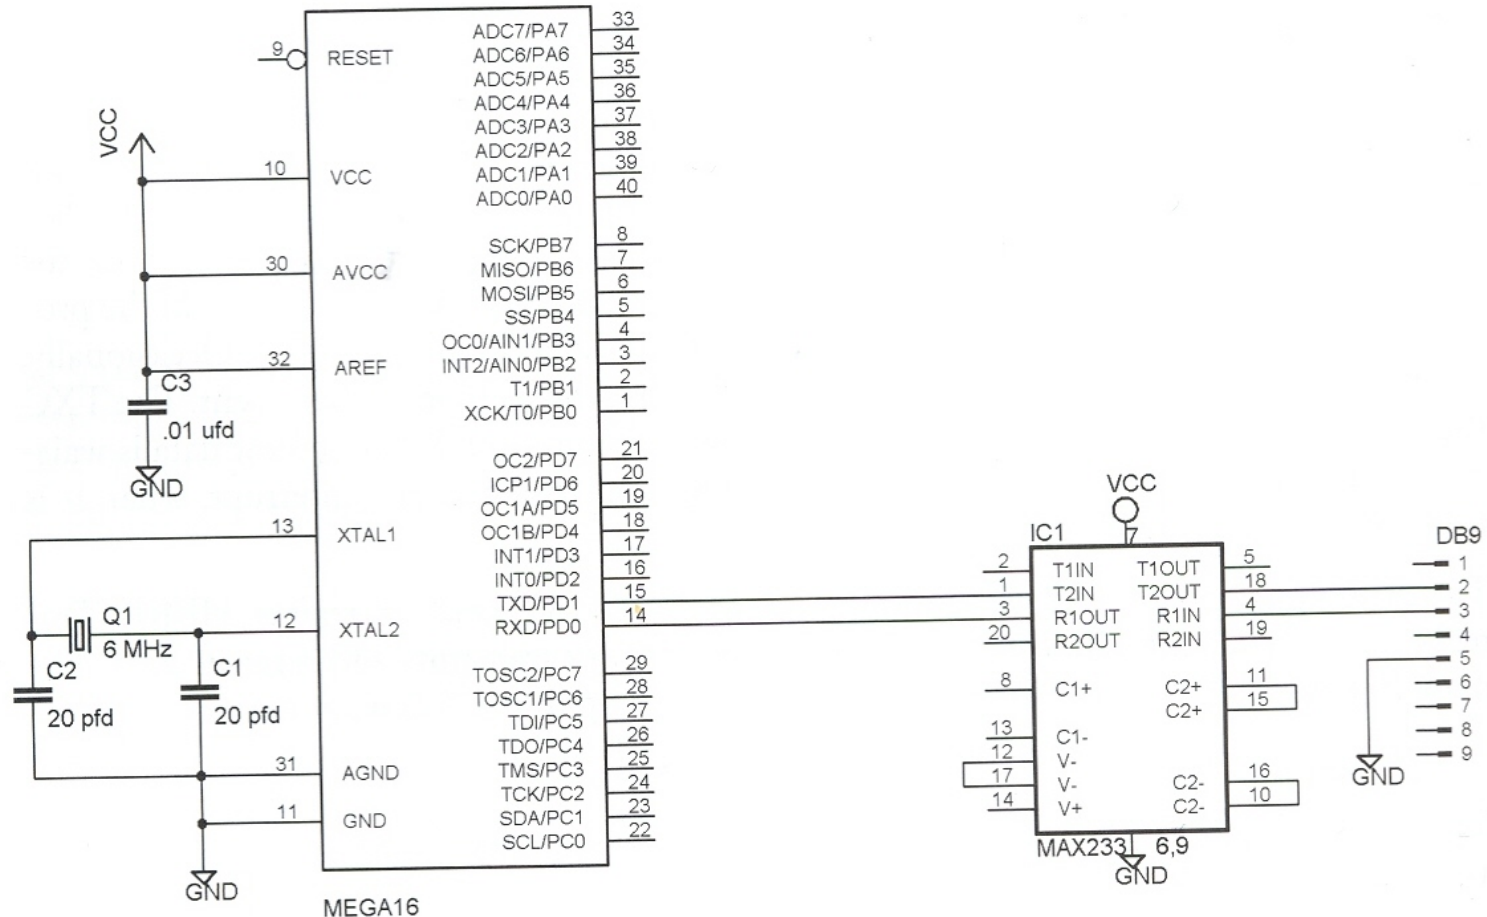 VCC
9 RESET
10 VCC
30 AVCC
32 AREF
C3
.01 ufd
GND
13 XTAL1
Q1
6 MHz
12 XTAL2
C2
20 pfd
C1
20 pfd
31 AGND
11 GND
GND
ADC7/PA7 33
ADC6/PA6 34
ADC5/PA5 35
ADC4/PA4 36
ADC3/PA3 37
ADC2/PA2 38
ADC1/PA1 39
ADC0/PA0 40
SCK/PB7 8
MISO/PB6 7
MOSI/PB5 6
SS/PB4 5
OC0/AIN1/PB3 4
INT2/AIN0/PB2 3
T1/PB1 2
XCK/T0/PB0 1
OC2/PD7 21
ICP1/PD6 20
OC1A/PD5 19
OC1B/PD4 18
INT1/PD3 17
INT0/PD2 16
TXD/PD1 15
RXD/PD0 14
TOSC2/PC7 29
TOSC1/PC6 28
TDI/PC5 27
TDO/PC4 26
TMS/PC3 25
TCK/PC2 24
SDA/PC1 23
SCL/PC0 22
MEGA16
VCC
IC1 7
2 T1IN T1OUT 5
1 T2IN T2OUT 18
3 R1OUT R1IN 4
20 R2OUT R2IN 19
8 C1+ C2+ 11
C2+ 15
13 C1-
12 V-
17 V- C2- 16
14 V+ C2- 10
MAX233 6,9
GND
DB9
1
2
3
4
5
6
7
8
9
GND